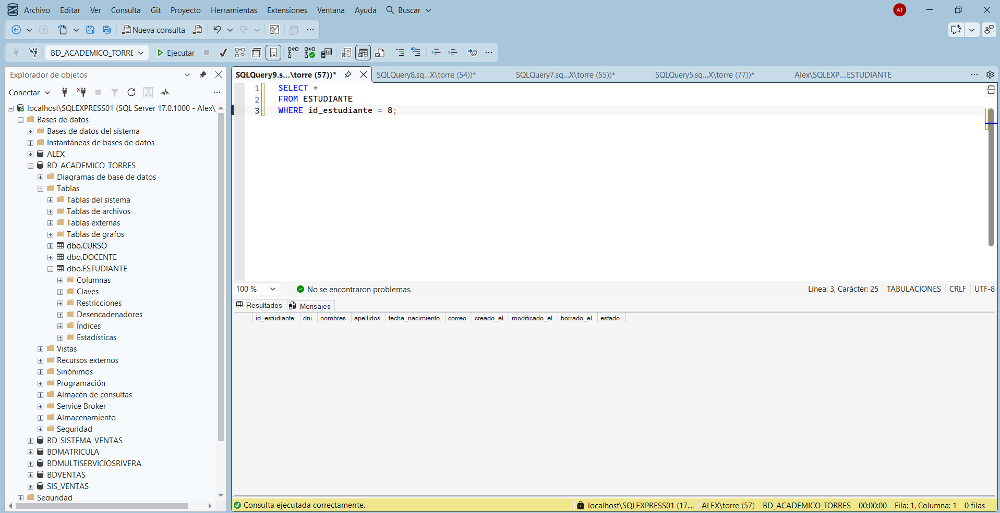 Archivo Editar Ver Consulta Git Proyecto Herramientas Extensiones Ventana Ayuda Buscar AT
Nueva consulta
BD_ACADEMICO_TORRE Ejecutar
Explorador de objetos
Conectar
localhost\SQLEXPRESS01 (SQL Server 17.0.1000 - Alex\
Bases de datos
Bases de datos del sistema
Instantáneas de bases de datos
ALEX
BD_ACADEMICO_TORRES
Diagramas de base de datos
Tablas
Tablas del sistema
Tablas de archivos
Tablas externas
Tablas de grafos
dbo.CURSO
dbo.DOCENTE
dbo.ESTUDIANTE
Columnas
Claves
Restricciones
Desencadenadores
Índices
Estadísticas
Vistas
Recursos externos
Sinónimos
Programación
Almacén de consultas
Service Broker
Almacenamiento
Seguridad
BD_SISTEMA_VENTAS
BDMATRICULA
BDMULTISERVICIOSRIVERA
BDVENTAS
SIS_VENTAS
Seguridad
SQLQuery9.s...\torre (57))* SQLQuery8.sq...X\torre (54))* SQLQuery7.sq...X\torre (55))* SQLQuery5.sq...X\torre (77))* Alex\SQLEXP....ESTUDIANTE
1 SELECT *
2 FROM ESTUDIANTE
3 WHERE id_estudiante = 8;
100 % No se encontraron problemas. Línea: 3, Carácter: 25 TABULACIONES CRLF UTF-8
Resultados Mensajes
id_estudiante dni nombres apellidos fecha_nacimiento correo creado_el modificado_el borrado_el estado
Consulta ejecutada correctamente. localhost\SQLEXPRESS01 (17.... ALEX\torre (57) BD_ACADEMICO_TORRES 00:00:00 Fila: 1, Columna: 1 0 filas